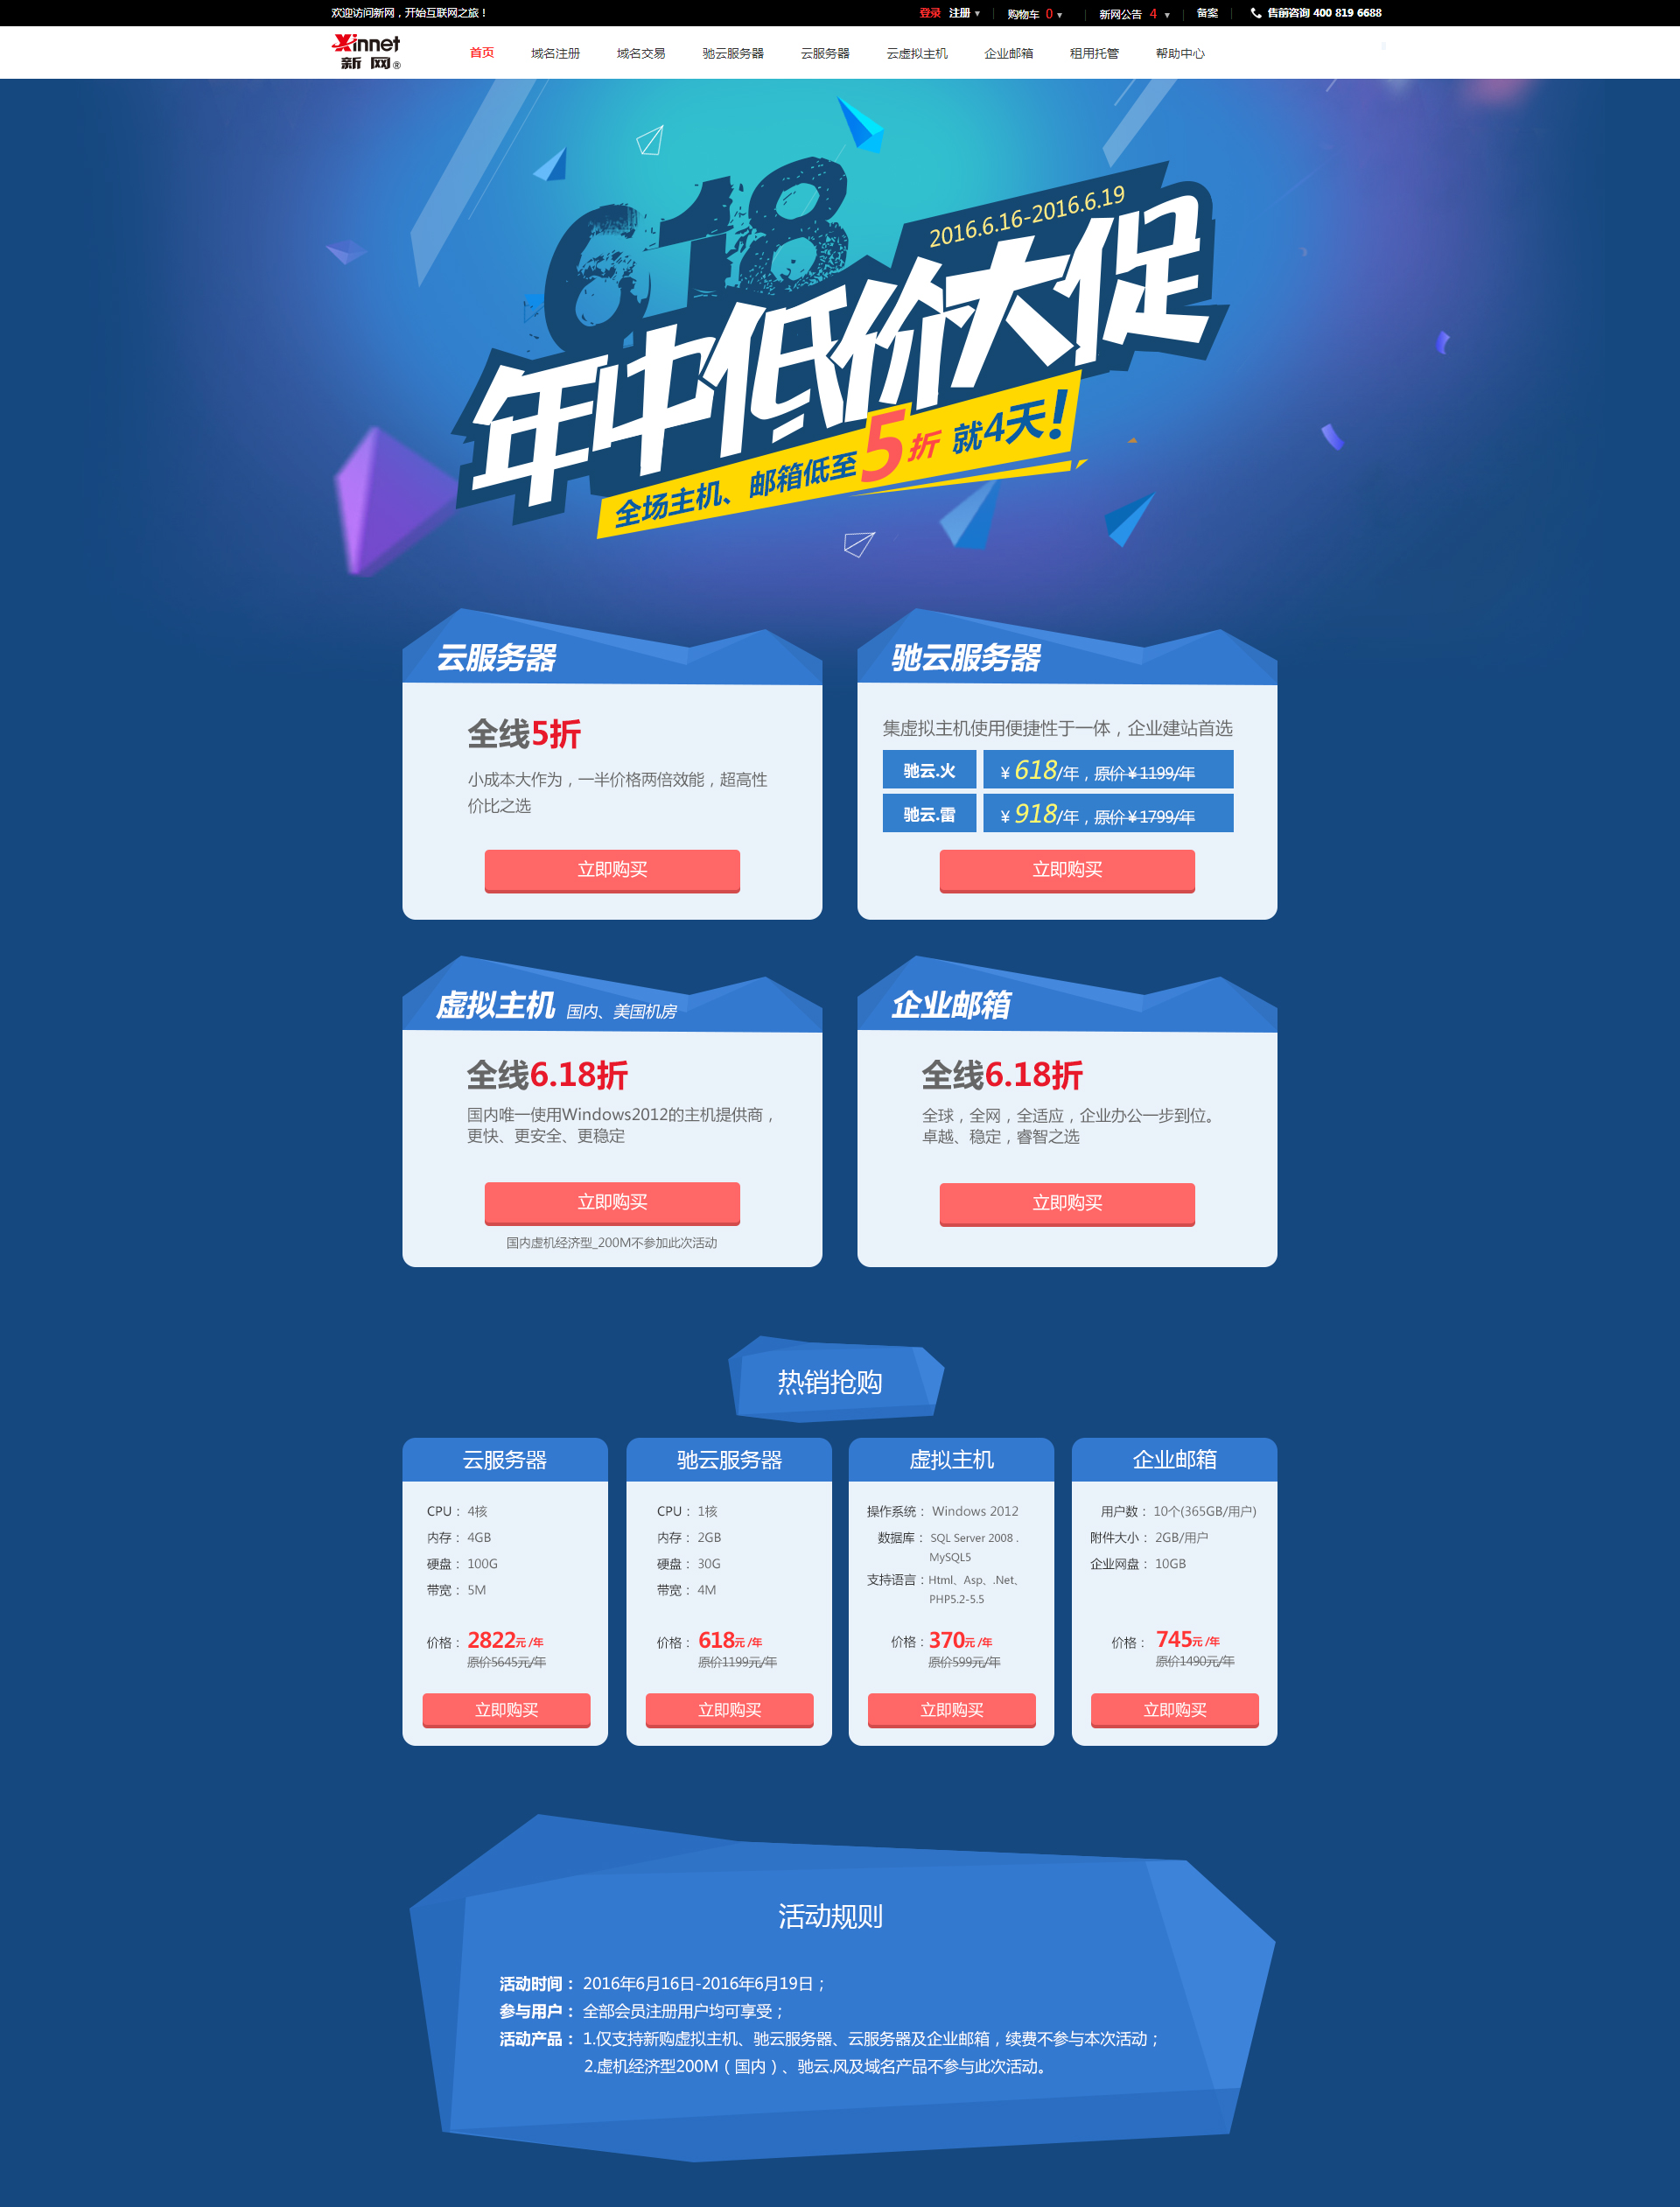 欢迎访问新网，开始互联网之旅！
登录 注册 购物车 0 新网公告 4 备案 售前咨询 400 819 6688
Xinnet
新网®
首页 域名注册 域名交易 驰云服务器 云服务器 云虚拟主机 企业邮箱 租用托管 帮助中心
618
2016.6.16-2016.6.19
年中低价大促
全场主机、邮箱低至5折 就4天!
云服务器
全线5折
小成本大作为，一半价格两倍效能，超高性
价比之选
立即购买
驰云服务器
集虚拟主机使用便捷性于一体，企业建站首选
驰云.火 ¥ 618/年，原价¥1199/年
驰云.雷 ¥ 918/年，原价¥1799/年
立即购买
虚拟主机 国内、美国机房
全线6.18折
国内唯一使用Windows2012的主机提供商，
更快、更安全、更稳定
立即购买
国内虚机经济型_200M不参加此次活动
企业邮箱
全线6.18折
全球，全网，全适应，企业办公一步到位。
卓越、稳定，睿智之选
立即购买
热销抢购
云服务器
CPU： 4核
内存： 4GB
硬盘： 100G
带宽： 5M
价格： 2822元 /年
原价5645元/年
立即购买
驰云服务器
CPU： 1核
内存： 2GB
硬盘： 30G
带宽： 4M
价格： 618元 /年
原价1199元/年
立即购买
虚拟主机
操作系统： Windows 2012
数据库： SQL Server 2008 .
MySQL5
支持语言：Html、Asp、.Net、
PHP5.2-5.5
价格：370元 /年
原价599元/年
立即购买
企业邮箱
用户数： 10个(365GB/用户)
附件大小： 2GB/用户
企业网盘： 10GB
价格： 745元 /年
原价1490元/年
立即购买
活动规则
活动时间： 2016年6月16日-2016年6月19日；
参与用户： 全部会员注册用户均可享受；
活动产品： 1.仅支持新购虚拟主机、驰云服务器、云服务器及企业邮箱，续费不参与本次活动；
2.虚机经济型200M（国内）、驰云.风及域名产品不参与此次活动。